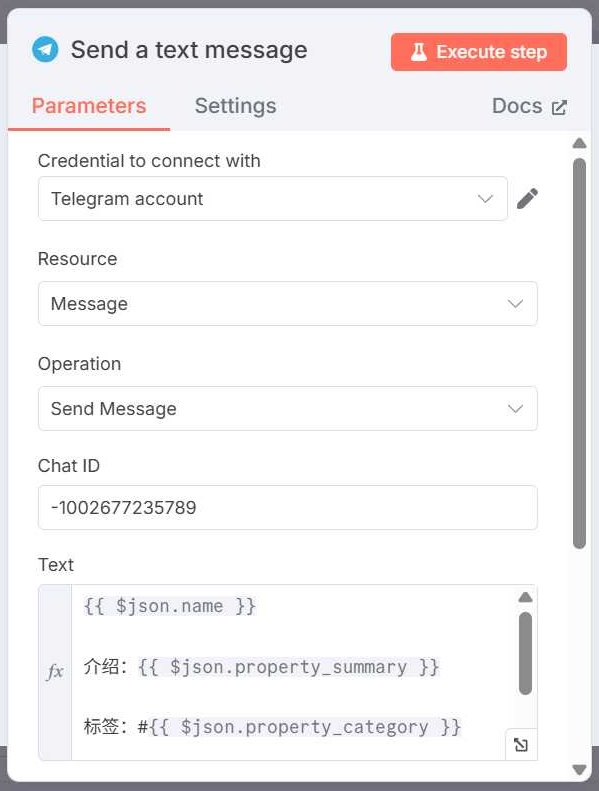 Send a text message
Execute step
Parameters
Settings
Docs
Credential to connect with
Telegram account
Resource
Message
Operation
Send Message
Chat ID
-1002677235789
Text
fx
{{ $json.name }}
介绍：{{ $json.property_summary }}
标签：#{{ $json.property_category }}